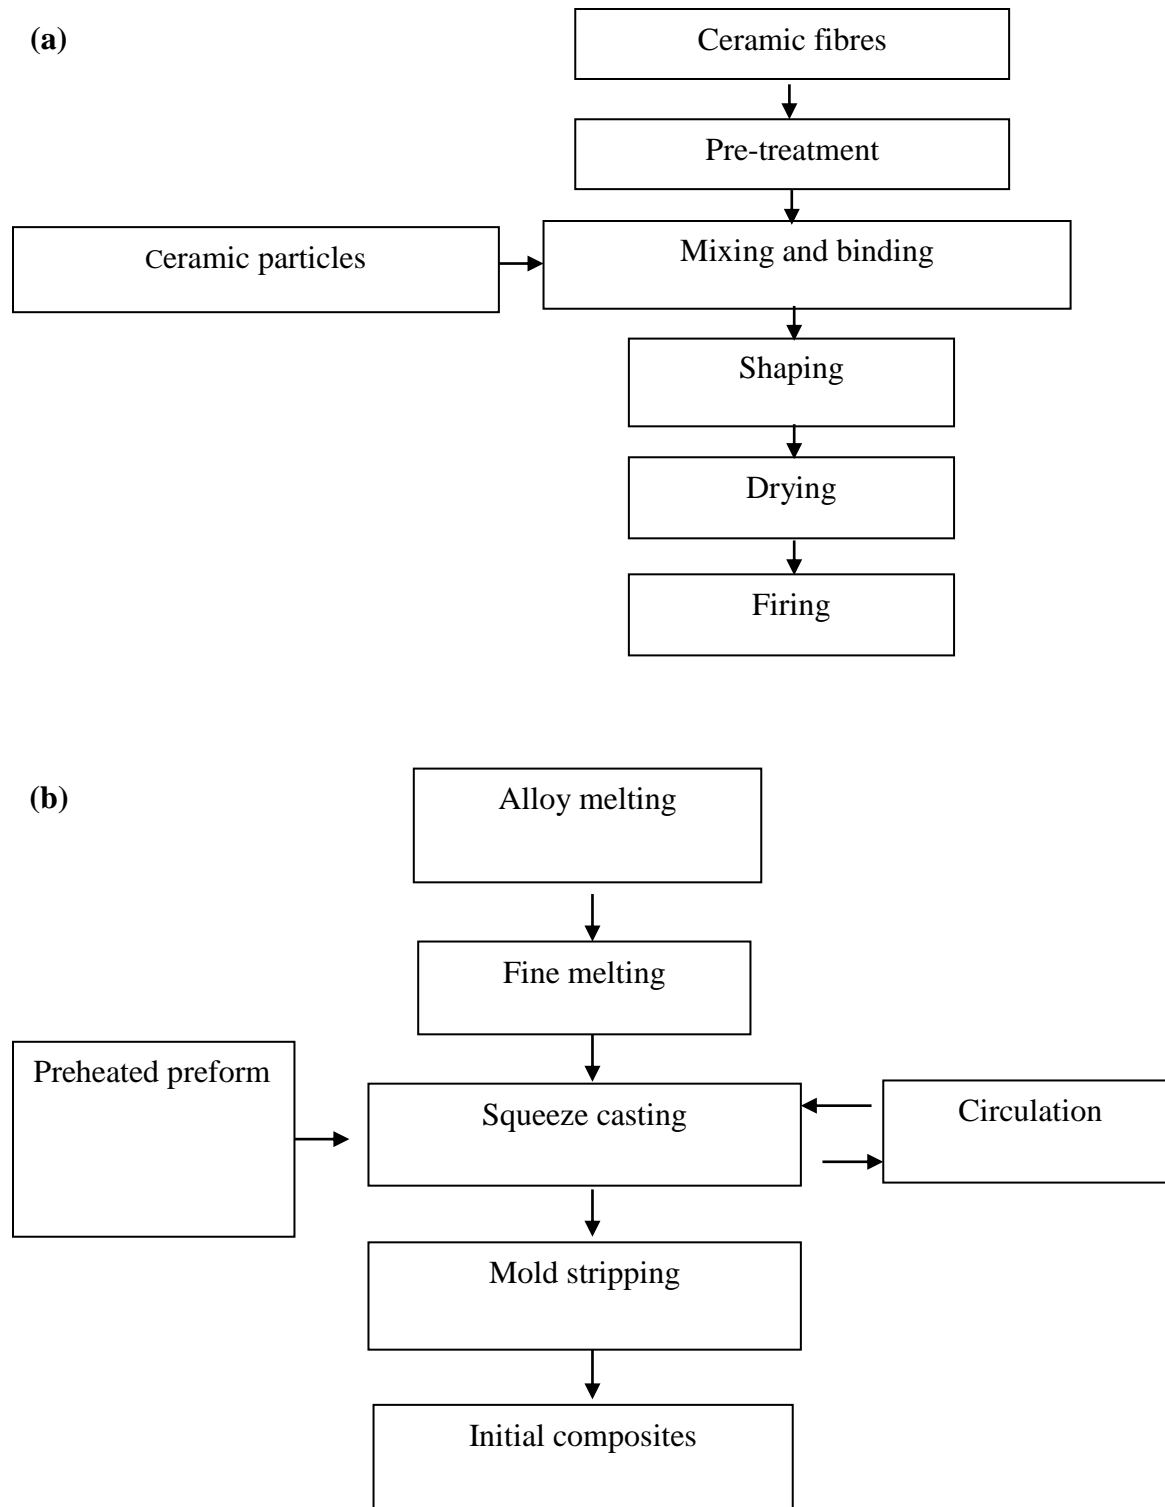 (a)
Ceramic fibres
Pre-treatment
Ceramic particles
Mixing and binding
Shaping
Drying
Firing
(b)
Alloy melting
Fine melting
Preheated preform
Squeeze casting
Circulation
Mold stripping
Initial composites